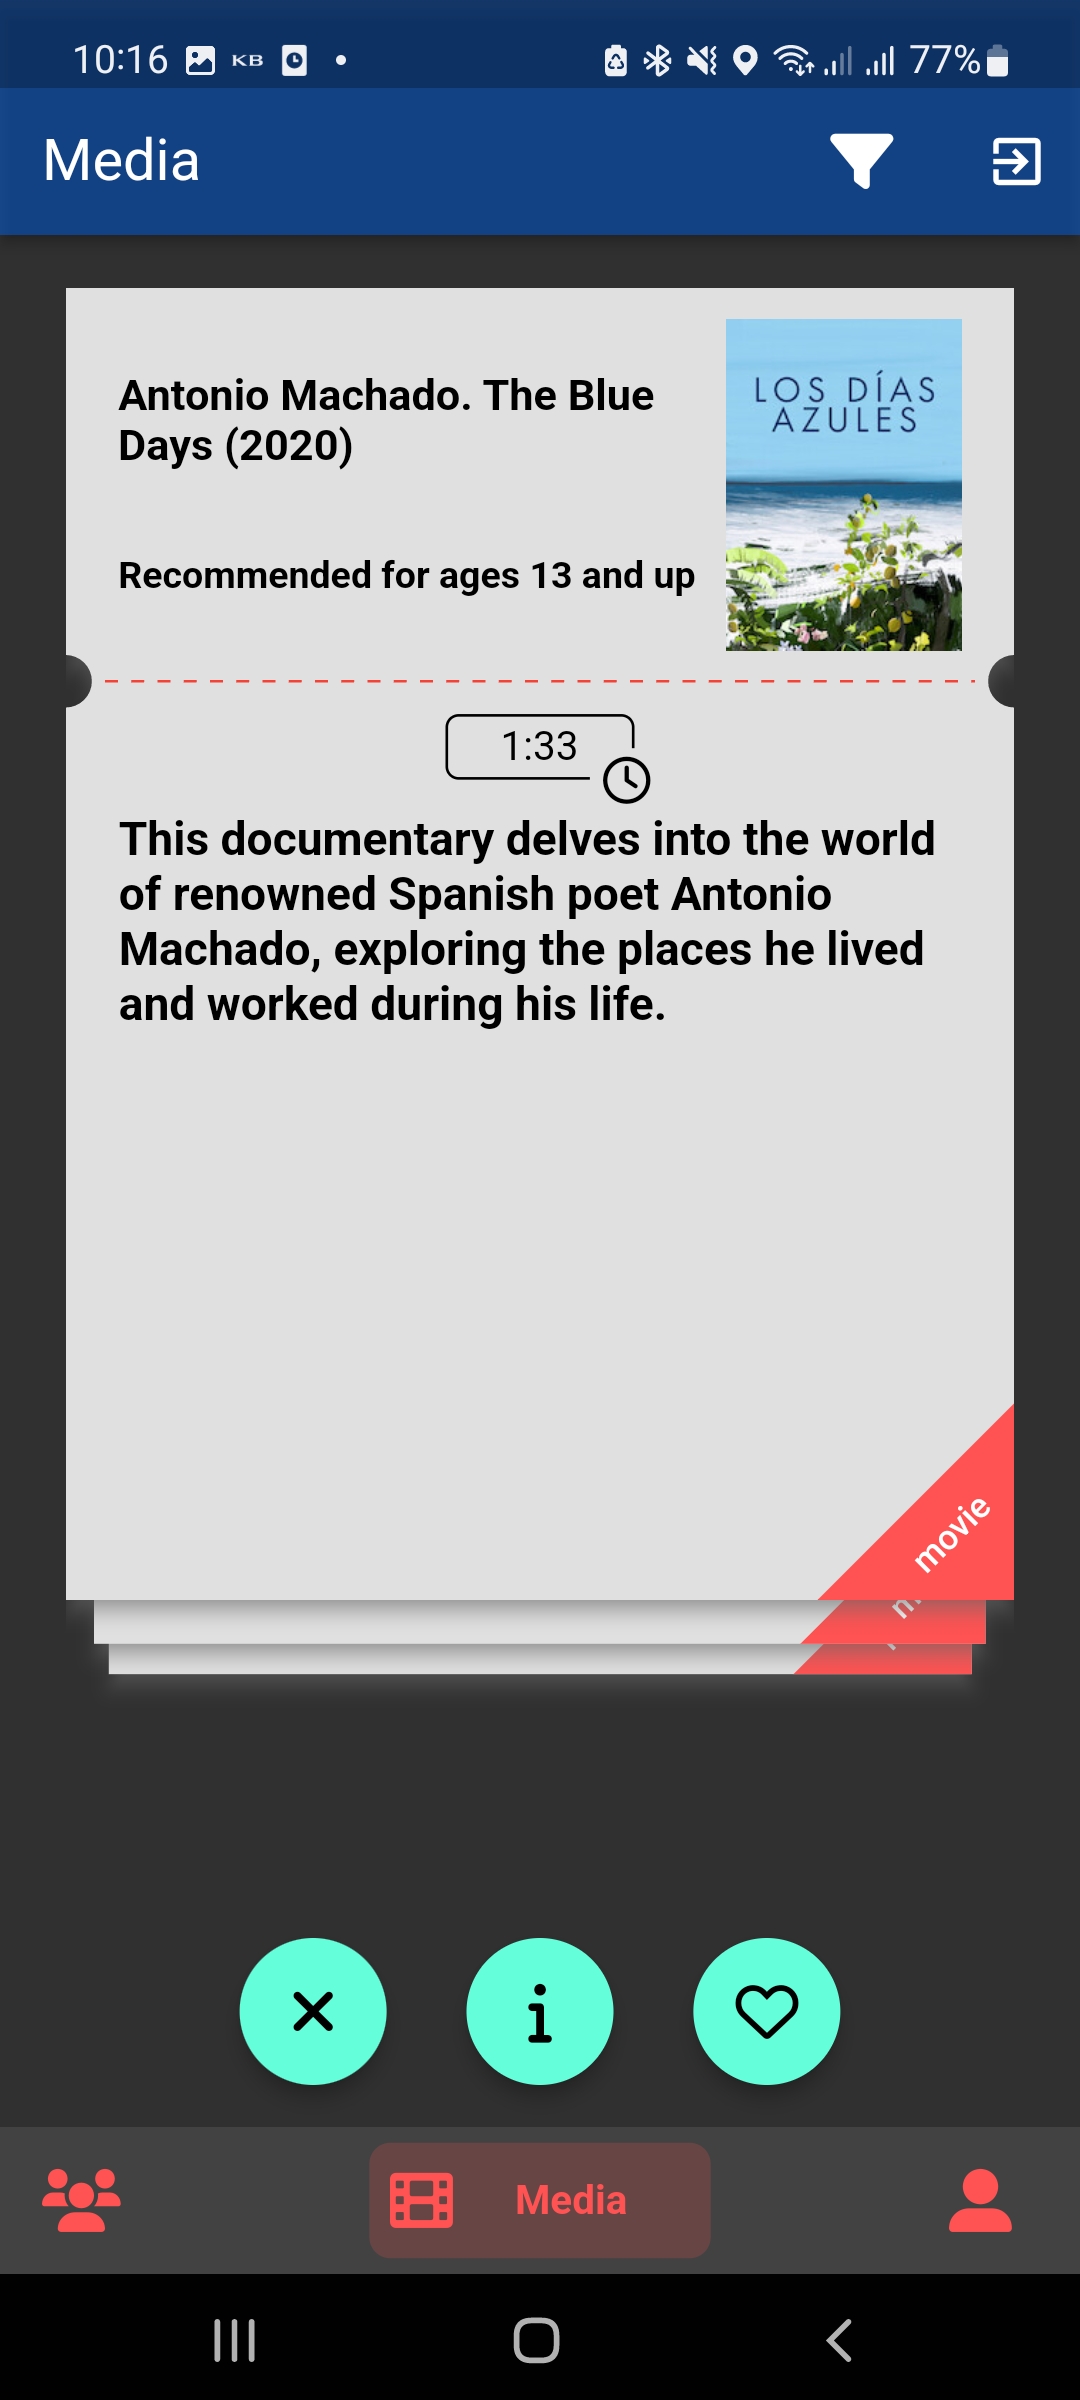 10:16 KB 77%
Media
Antonio Machado. The Blue
Days (2020)
Recommended for ages 13 and up
LOS DÍAS
AZULES
1:33
This documentary delves into the world
of renowned Spanish poet Antonio
Machado, exploring the places he lived
and worked during his life.
movie
Media